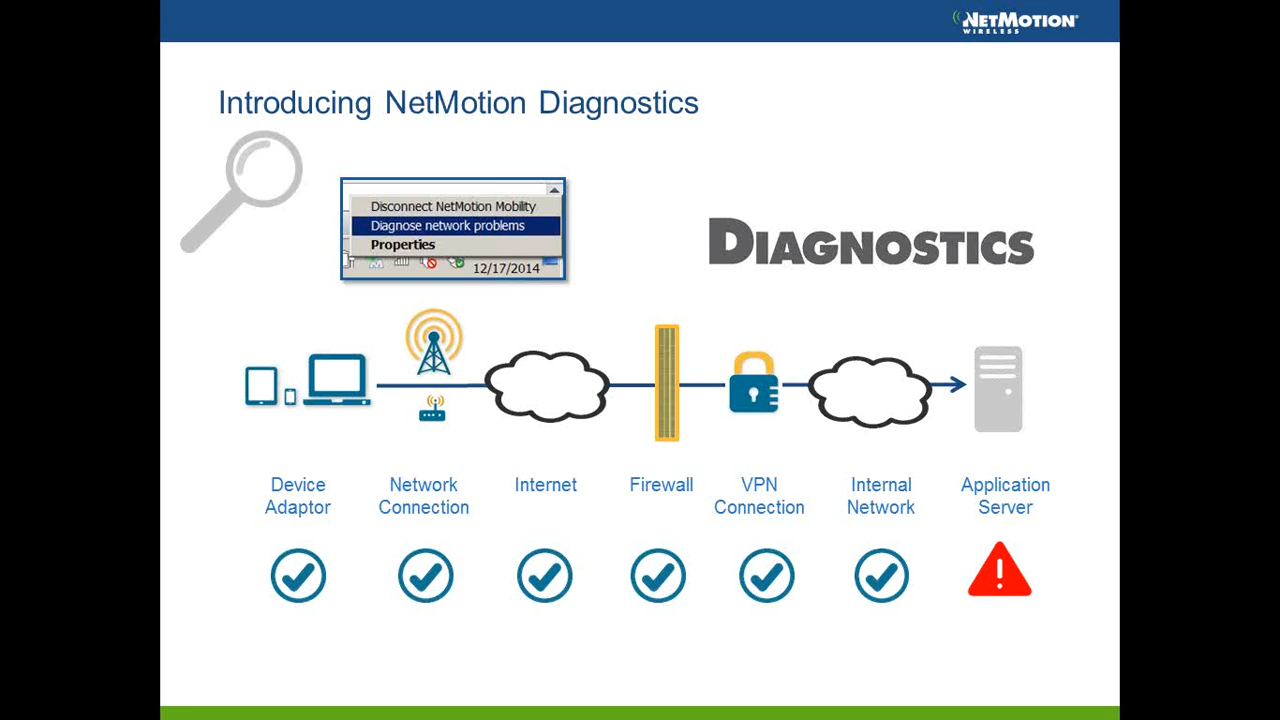 NETMOTION
WIRELESS
Introducing NetMotion Diagnostics
Disconnect NetMotion Mobility
Diagnose network problems
Properties
12/17/2014
DIAGNOSTICS
Device
Adaptor
Network
Connection
Internet
Firewall
VPN
Connection
Internal
Network
Application
Server